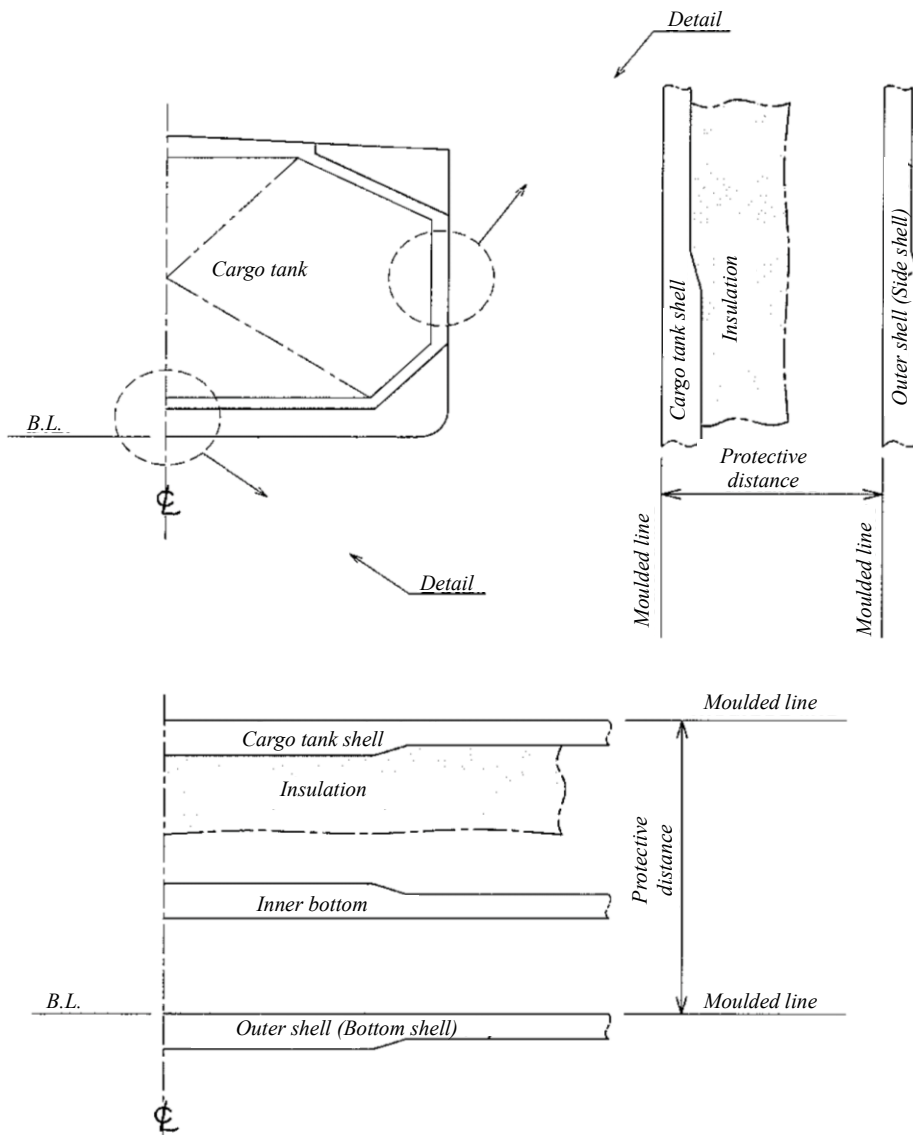 Detail
Cargo tank
B.L.
℄
Detail
Cargo tank shell
Insulation
Outer shell (Side shell)
Protective
distance
Moulded line
Moulded line
Moulded line
Cargo tank shell
Insulation
Inner bottom
Protective
distance
B.L.
Moulded line
Outer shell (Bottom shell)
℄